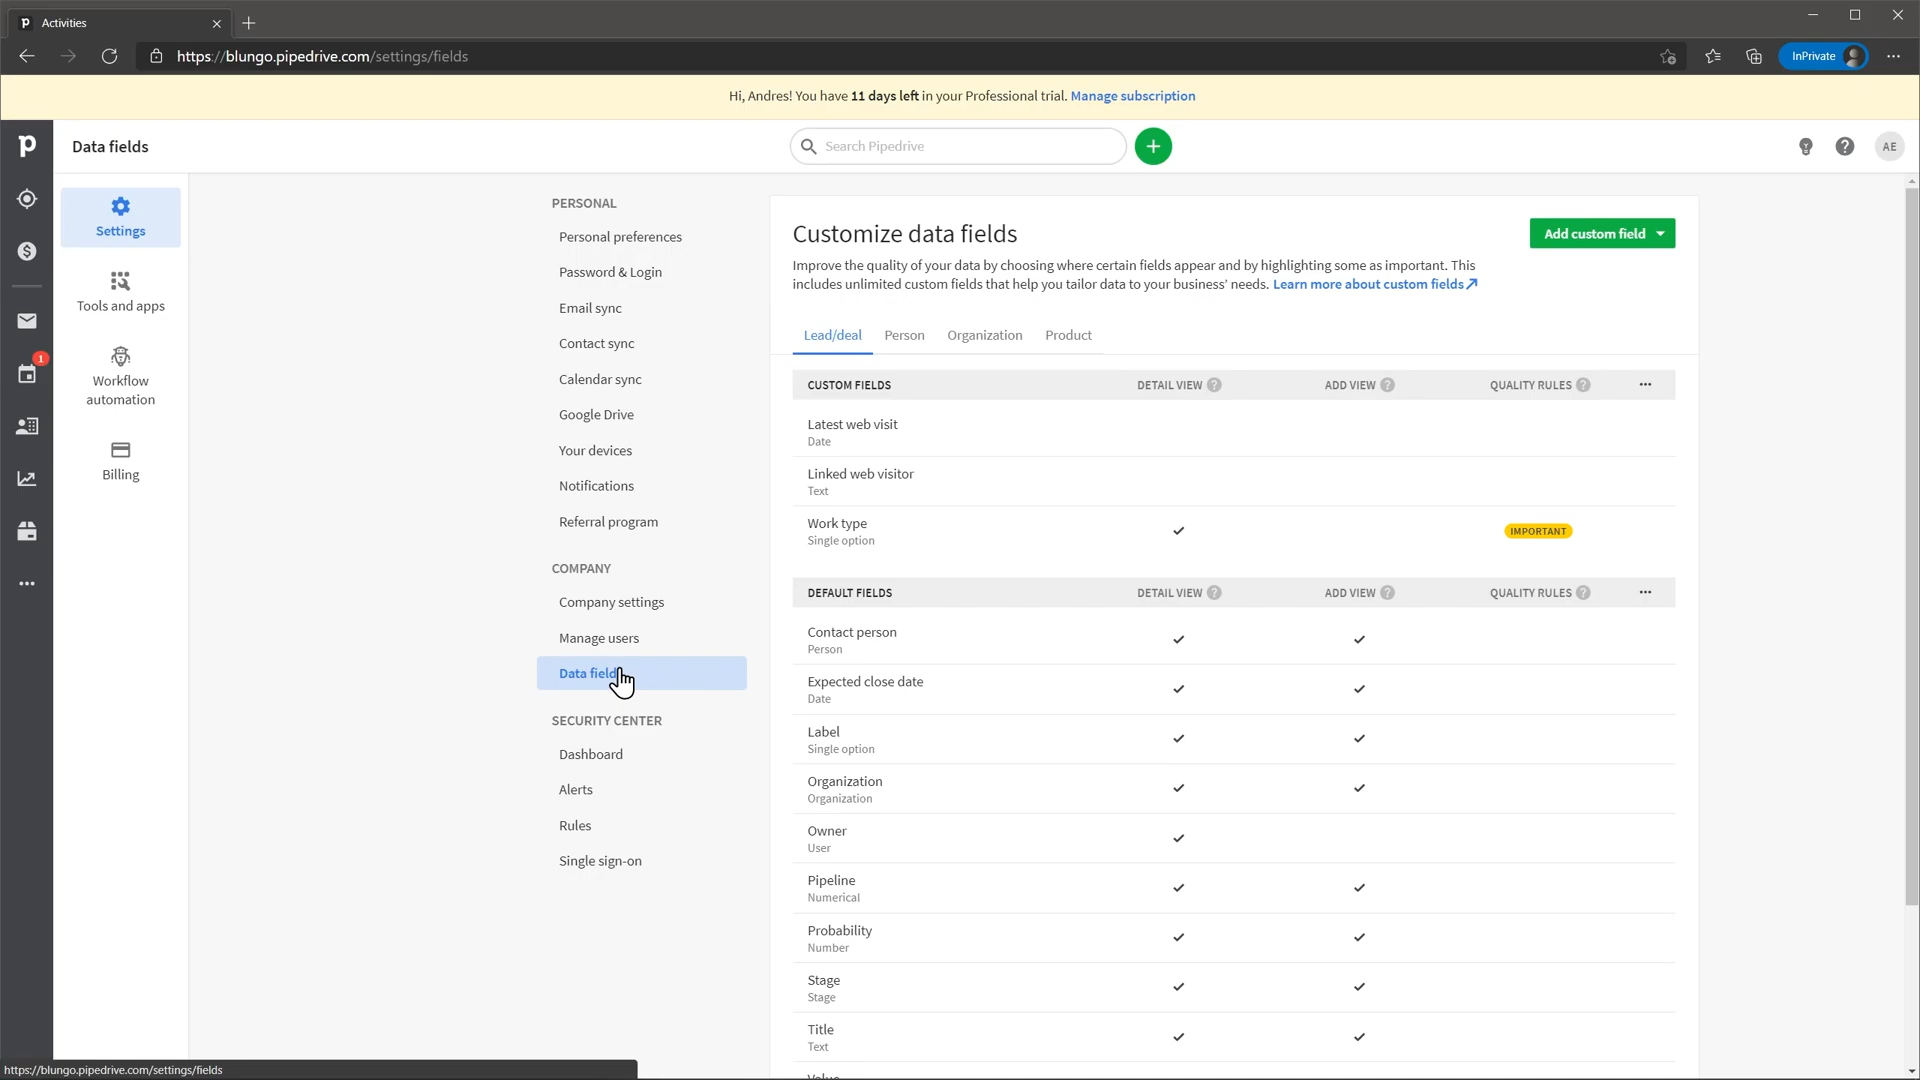 Activities
https://blungo.pipedrive.com/settings/fields
InPrivate
Hi, Andres! You have 11 days left in your Professional trial. Manage subscription
Data fields
Search Pipedrive
AE
Settings
Tools and apps
Workflow
automation
Billing
1
PERSONAL
Personal preferences
Password & Login
Email sync
Contact sync
Calendar sync
Google Drive
Your devices
Notifications
Referral program
COMPANY
Company settings
Manage users
Data field
SECURITY CENTER
Dashboard
Alerts
Rules
Single sign-on
Customize data fields
Add custom field
Improve the quality of your data by choosing where certain fields appear and by highlighting some as important. This
includes unlimited custom fields that help you tailor data to your business’ needs. Learn more about custom fields
Lead/deal Person Organization Product
CUSTOM FIELDS DETAIL VIEW ? ADD VIEW ? QUALITY RULES ?
Latest web visit
Date
Linked web visitor
Text
Work type
Single option
IMPORTANT
DEFAULT FIELDS DETAIL VIEW ? ADD VIEW ? QUALITY RULES ?
Contact person
Person
Expected close date
Date
Label
Single option
Organization
Organization
Owner
User
Pipeline
Numerical
Probability
Number
Stage
Stage
Title
Text
https://blungo.pipedrive.com/settings/fields